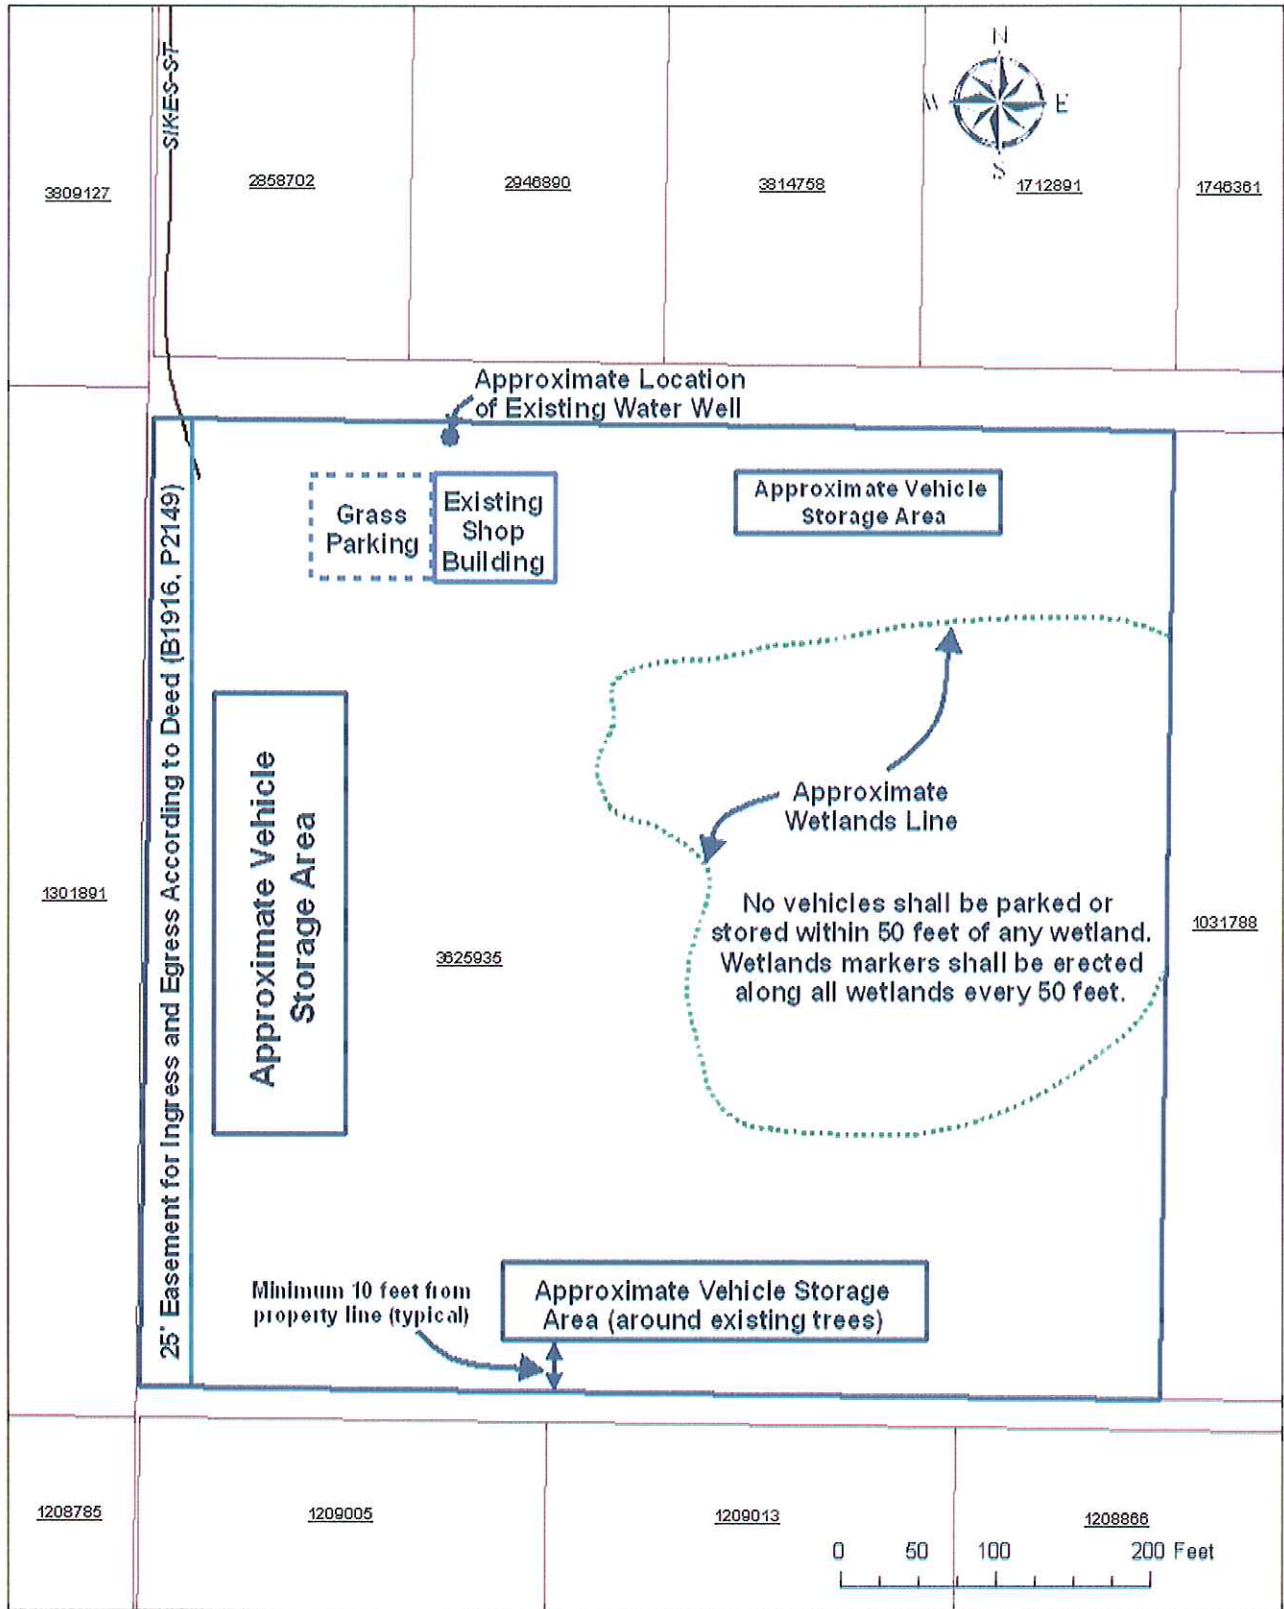 SIKES ST
N
W
E
S
3809127
2858702
2946890
3814758
1712891
1746361
Approximate Location
of Existing Water Well
Grass
Parking
Existing
Shop
Building
Approximate Vehicle
Storage Area
25' Easement for Ingress and Egress According to Deed (B1916, P2149)
Approximate Vehicle
Storage Area
Approximate
Wetlands Line
1301891
3625935
No vehicles shall be parked or
stored within 50 feet of any wetland.
Wetlands markers shall be erected
along all wetlands every 50 feet.
1031788
Minimum 10 feet from
property line (typical)
Approximate Vehicle Storage
Area (around existing trees)
1208785
1209005
1209013
1208866
0 50 100 200 Feet